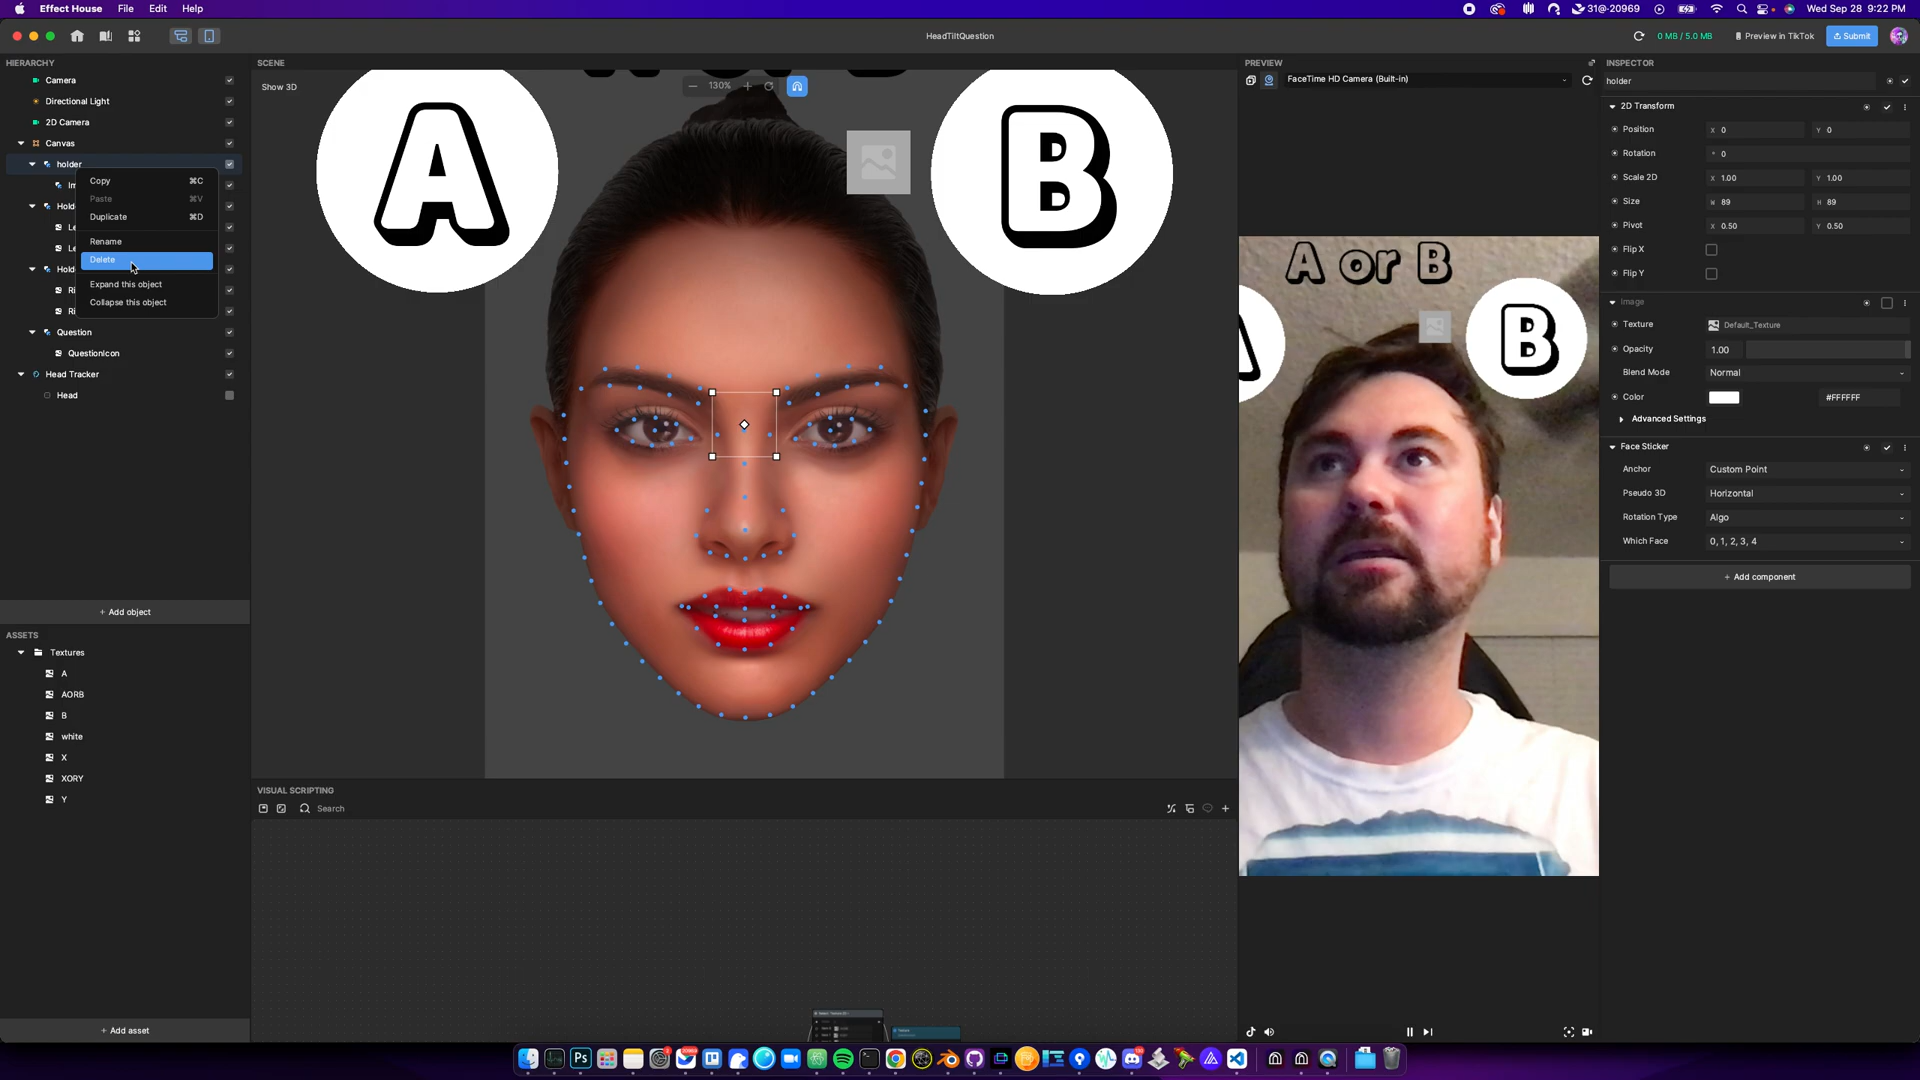 Effect House File Edit Help
31@-20969
Wed Sep 28 9:22 PM
HeadTiltQuestion
0 MB / 5.0 MB
Preview in TikTok
Submit
HIERARCHY
Camera
Directional Light
2D Camera
Canvas
holder
Copy ⌘C
Paste ⌘V
Duplicate ⌘D
Rename
Delete
Expand this object
Collapse this object
Question
QuestionIcon
Head Tracker
Head
+ Add object
ASSETS
Textures
A
AORB
B
white
X
XORY
Y
+ Add asset
SCENE
Show 3D
130%
A
B
VISUAL SCRIPTING
Search
PREVIEW
FaceTime HD Camera (Built-in)
A or B
B
INSPECTOR
holder
2D Transform
Position X 0 Y 0
Rotation ° 0
Scale 2D X 1.00 Y 1.00
Size W 89 H 89
Pivot X 0.50 Y 0.50
Flip X
Flip Y
Image
Texture Default_Texture
Opacity 1.00
Blend Mode Normal
Color #FFFFFF
Advanced Settings
Face Sticker
Anchor Custom Point
Pseudo 3D Horizontal
Rotation Type Algo
Which Face 0, 1, 2, 3, 4
+ Add component
Ps